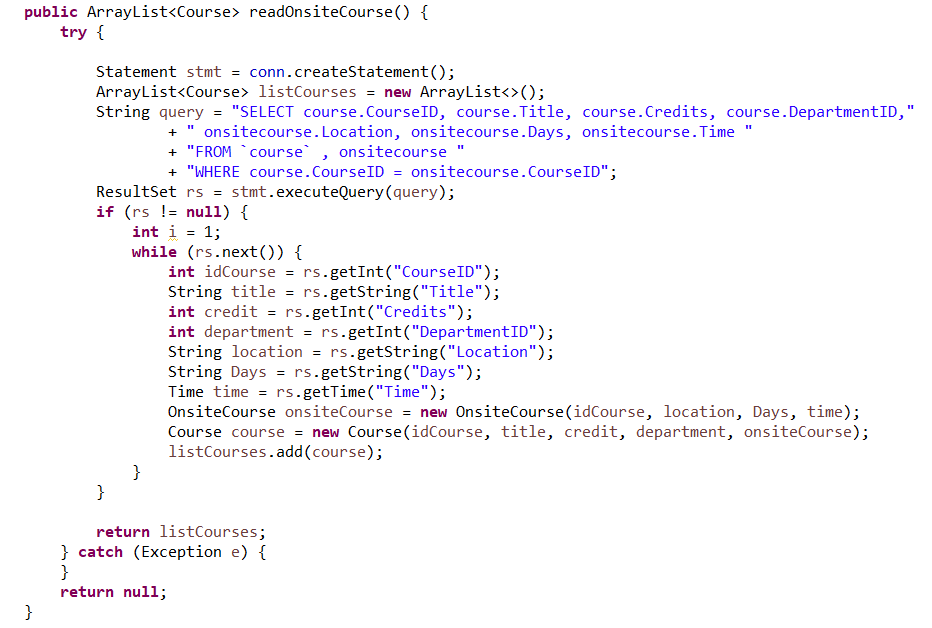 public ArrayList<Course> readOnsiteCourse() {
try {
Statement stmt = conn.createStatement();
ArrayList<Course> listCourses = new ArrayList<>();
String query = "SELECT course.CourseID, course.Title, course.Credits, course.DepartmentID,"
+ " onsitecourse.Location, onsitecourse.Days, onsitecourse.Time "
+ "FROM `course` , onsitecourse "
+ "WHERE course.CourseID = onsitecourse.CourseID";
ResultSet rs = stmt.executeQuery(query);
if (rs != null) {
int i = 1;
while (rs.next()) {
int idCourse = rs.getInt("CourseID");
String title = rs.getString("Title");
int credit = rs.getInt("Credits");
int department = rs.getInt("DepartmentID");
String location = rs.getString("Location");
String Days = rs.getString("Days");
Time time = rs.getTime("Time");
OnsiteCourse onsiteCourse = new OnsiteCourse(idCourse, location, Days, time);
Course course = new Course(idCourse, title, credit, department, onsiteCourse);
listCourses.add(course);
}
}
return listCourses;
} catch (Exception e) {
}
return null;
}